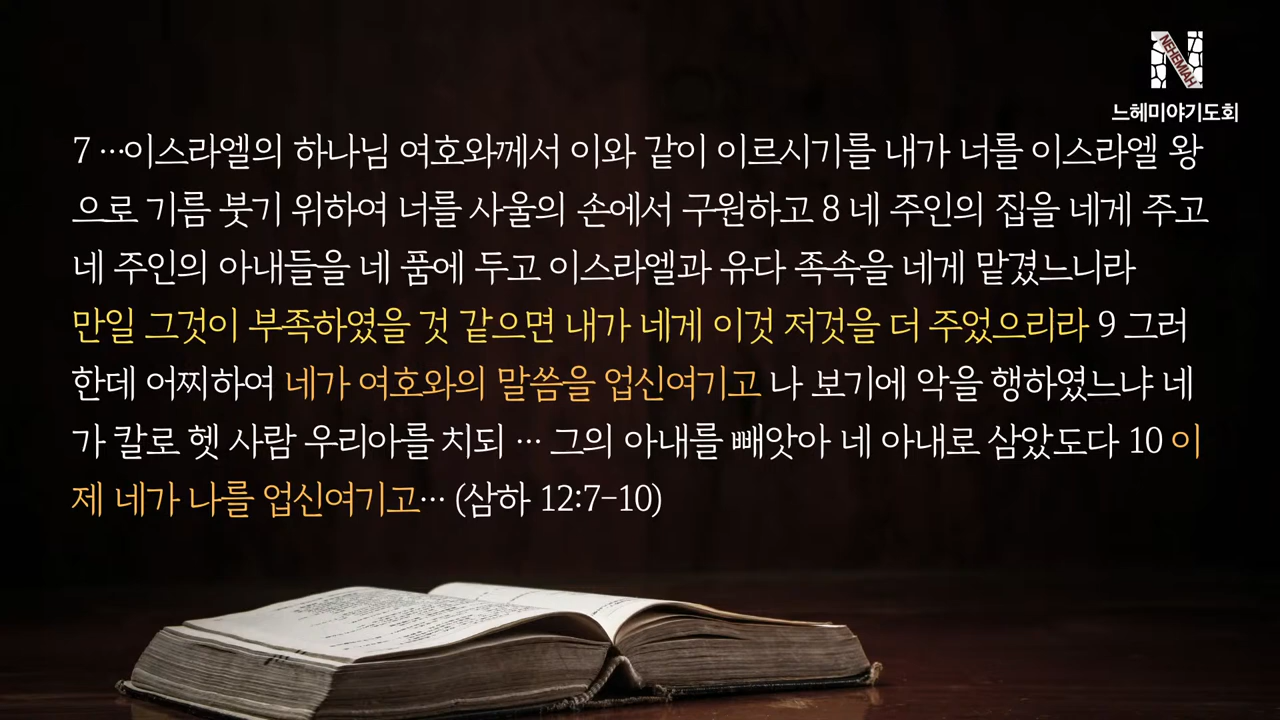 NEHEMIAH
느헤미야기도회
7 …이스라엘의 하나님 여호와께서 이와 같이 이르시기를 내가 너를 이스라엘 왕
으로 기름 붓기 위하여 너를 사울의 손에서 구원하고 8 네 주인의 집을 네게 주고
네 주인의 아내들을 네 품에 두고 이스라엘과 유다 족속을 네게 맡겼느니라
만일 그것이 부족하였을 것 같으면 내가 네게 이것 저것을 더 주었으리라 9 그러
한데 어찌하여 네가 여호와의 말씀을 업신여기고 나 보기에 악을 행하였느냐 네
가 칼로 헷 사람 우리아를 치되 … 그의 아내를 빼앗아 네 아내로 삼았도다 10 이
제 네가 나를 업신여기고… (삼하 12:7-10)